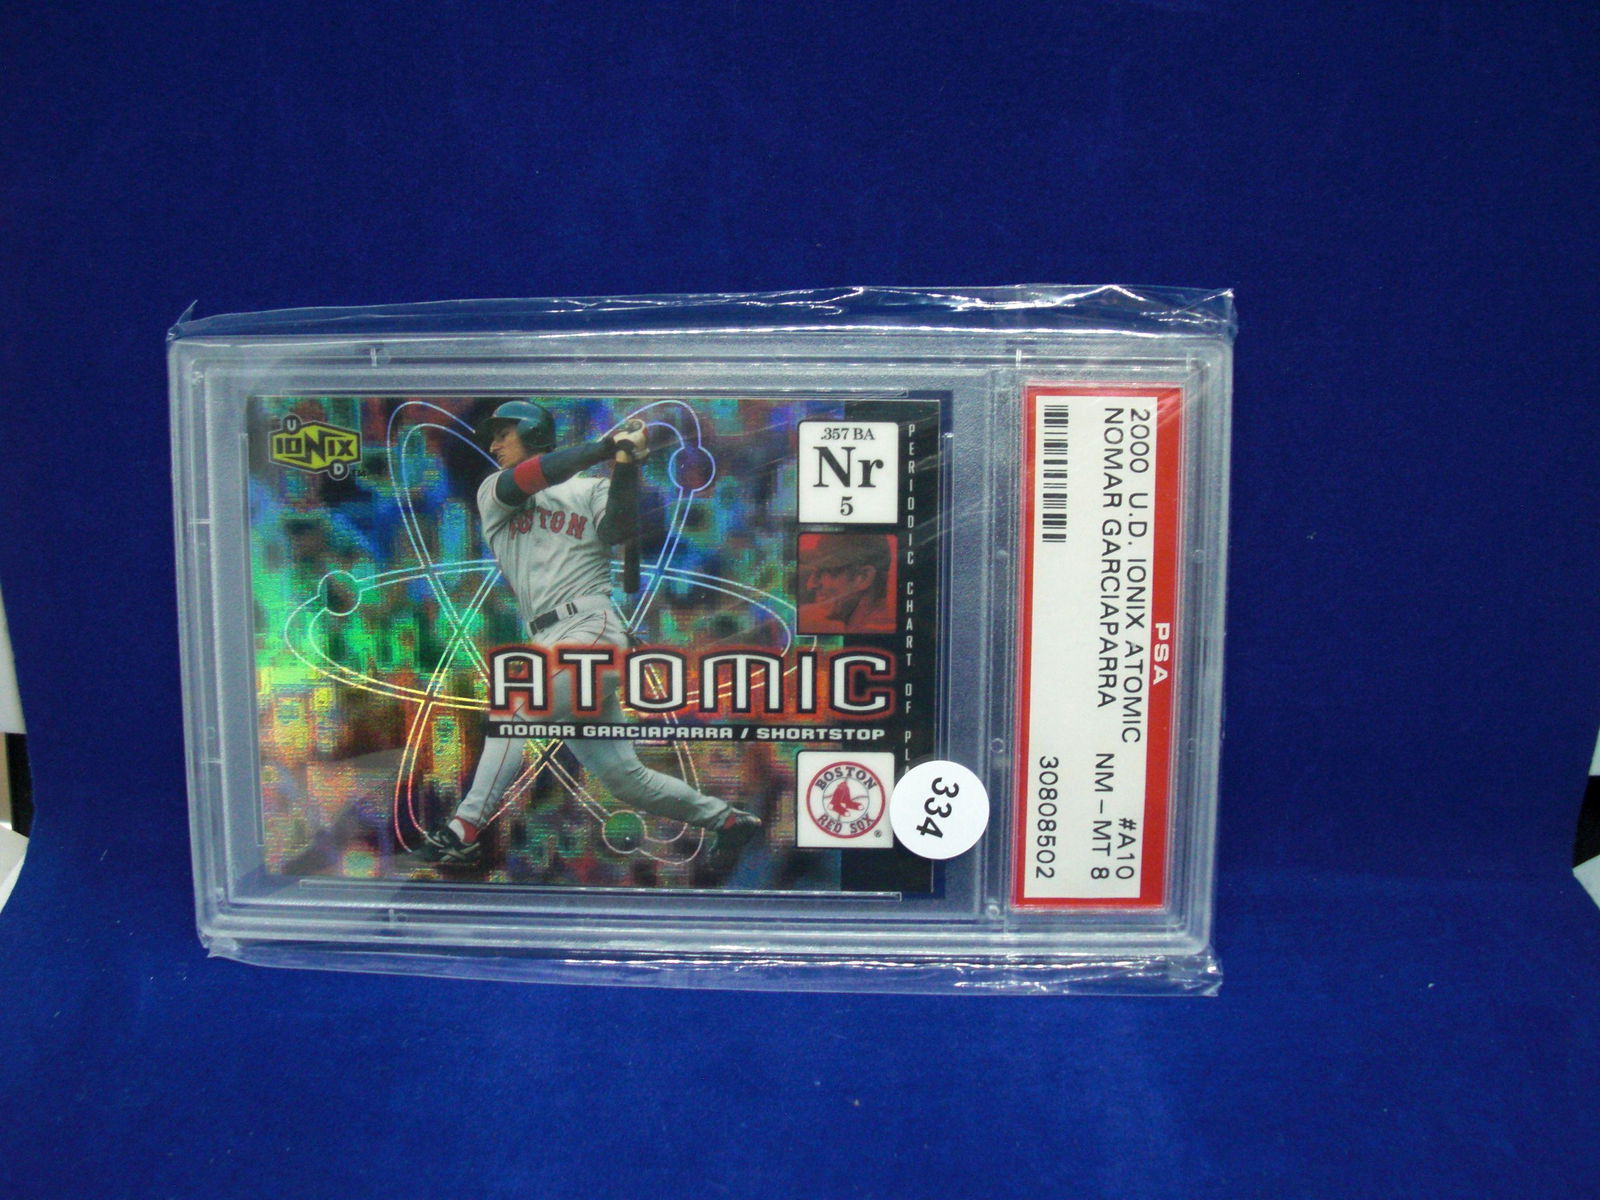 U
IONIX
D TM
.357 BA
Nr
5
PERIODIC CHART OF PLA
BOSTON
ATOMIC
NOMAR GARCIAPARRA / SHORTSTOP
BOSTON
RED SOX
®
334
PSA
2000 U.D. IONIX ATOMIC #A10
NOMAR GARCIAPARRA NM-MT 8
30808502